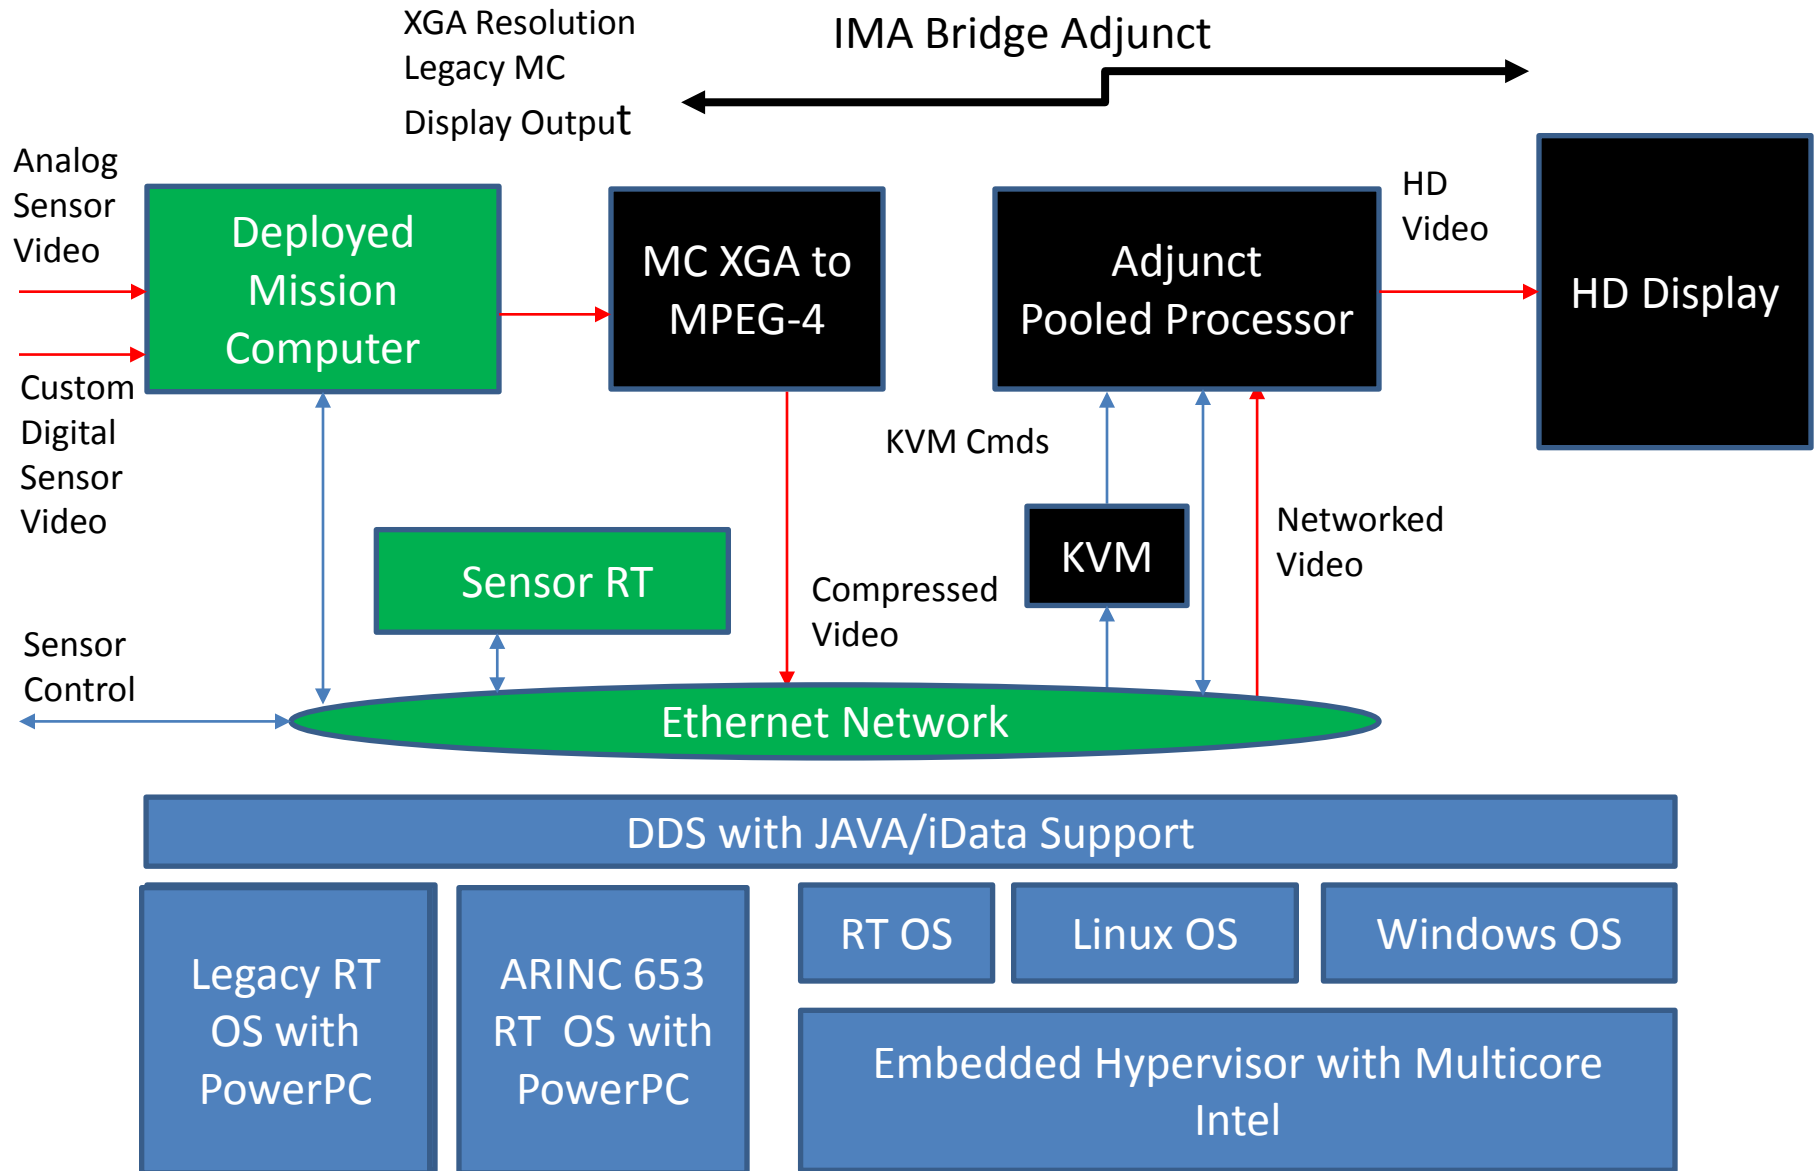 XGA Resolution
Legacy MC
Display Output
IMA Bridge Adjunct
Analog
Sensor
Video
Deployed
Mission
Computer
MC XGA to
MPEG-4
Adjunct
Pooled Processor
HD
Video
HD Display
Custom
Digital
Sensor
Video
KVM Cmds
KVM
Networked
Video
Sensor RT
Compressed
Video
Sensor
Control
Ethernet Network
DDS with JAVA/iData Support
Legacy RT
OS with
PowerPC
ARINC 653
RT  OS with
PowerPC
RT OS
Linux OS
Windows OS
Embedded Hypervisor with Multicore
Intel